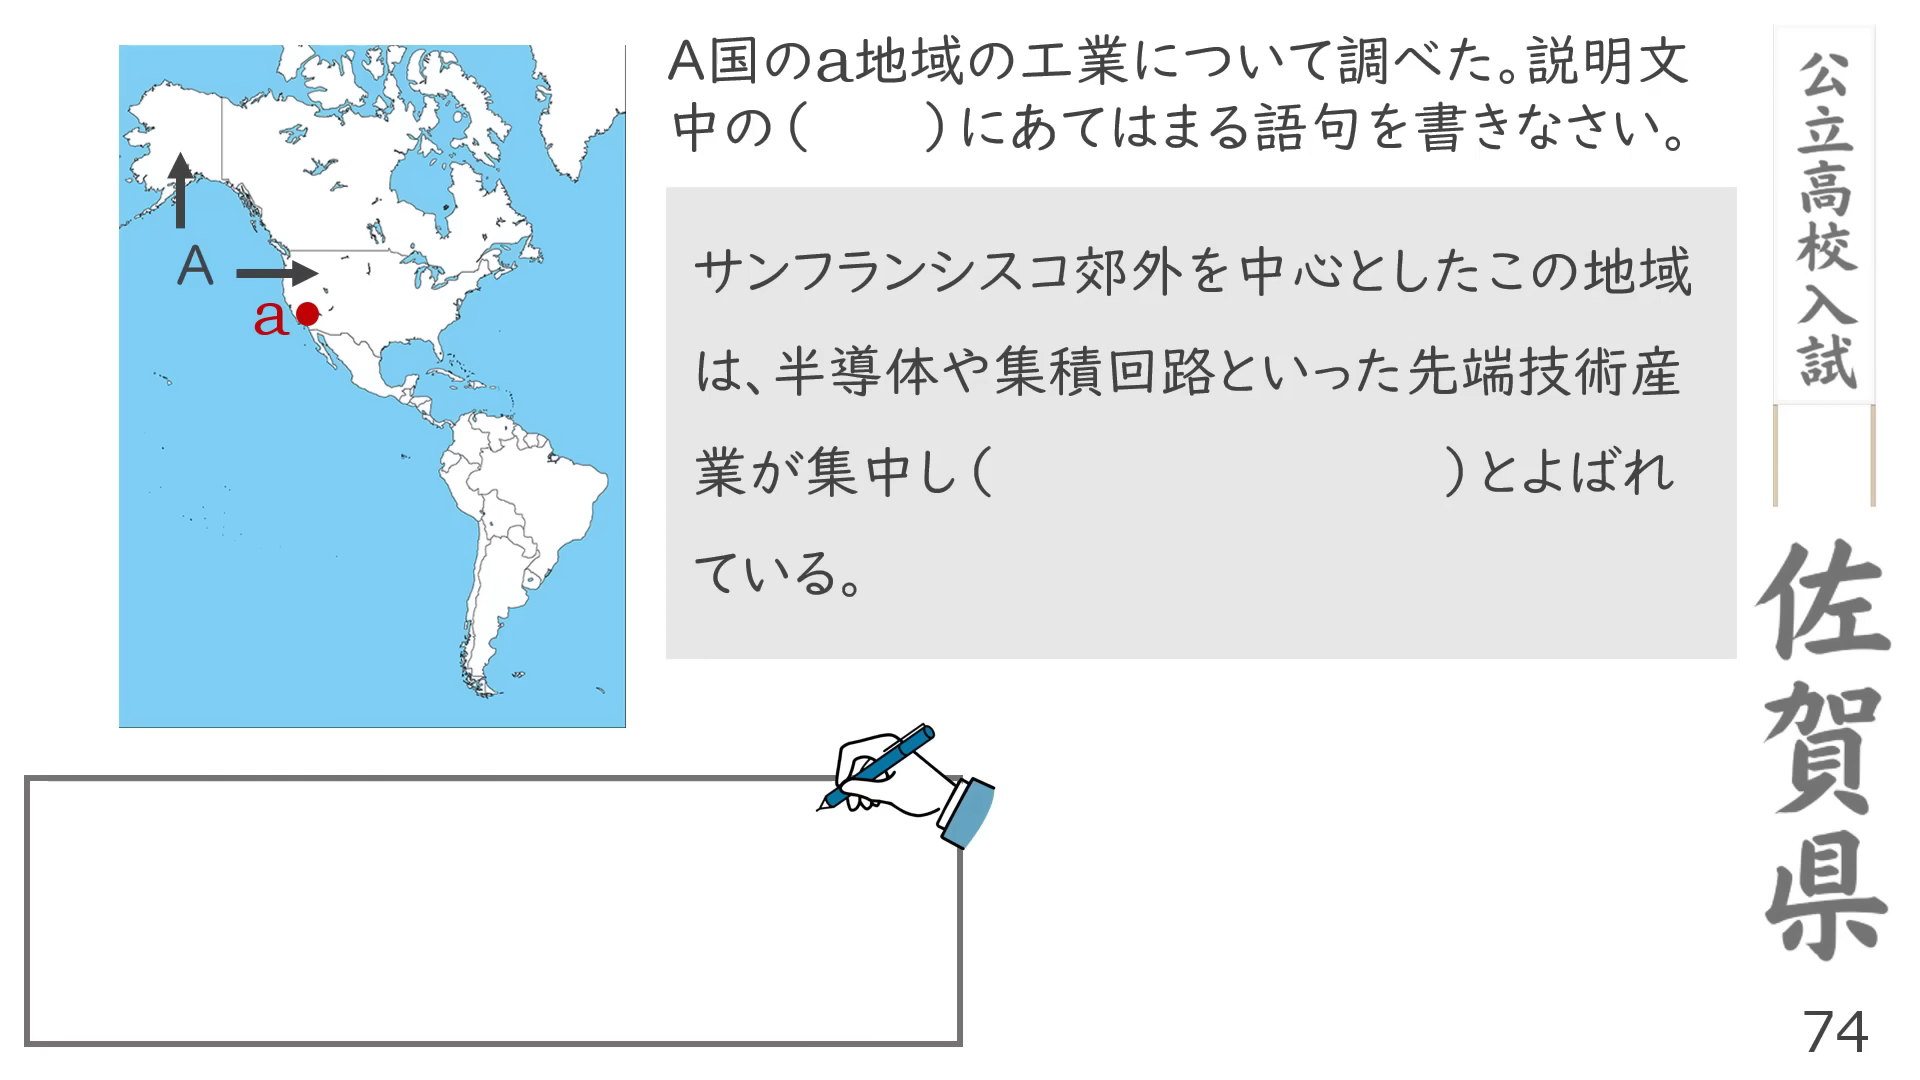 A国のa地域の工業について調べた。説明文
中の（　　）にあてはまる語句を書きなさい。
サンフランシスコ郊外を中心としたこの地域
は、半導体や集積回路といった先端技術産
業が集中し（　　　　　　　　）とよばれ
ている。
A
a
公立高校入試
佐賀県
74